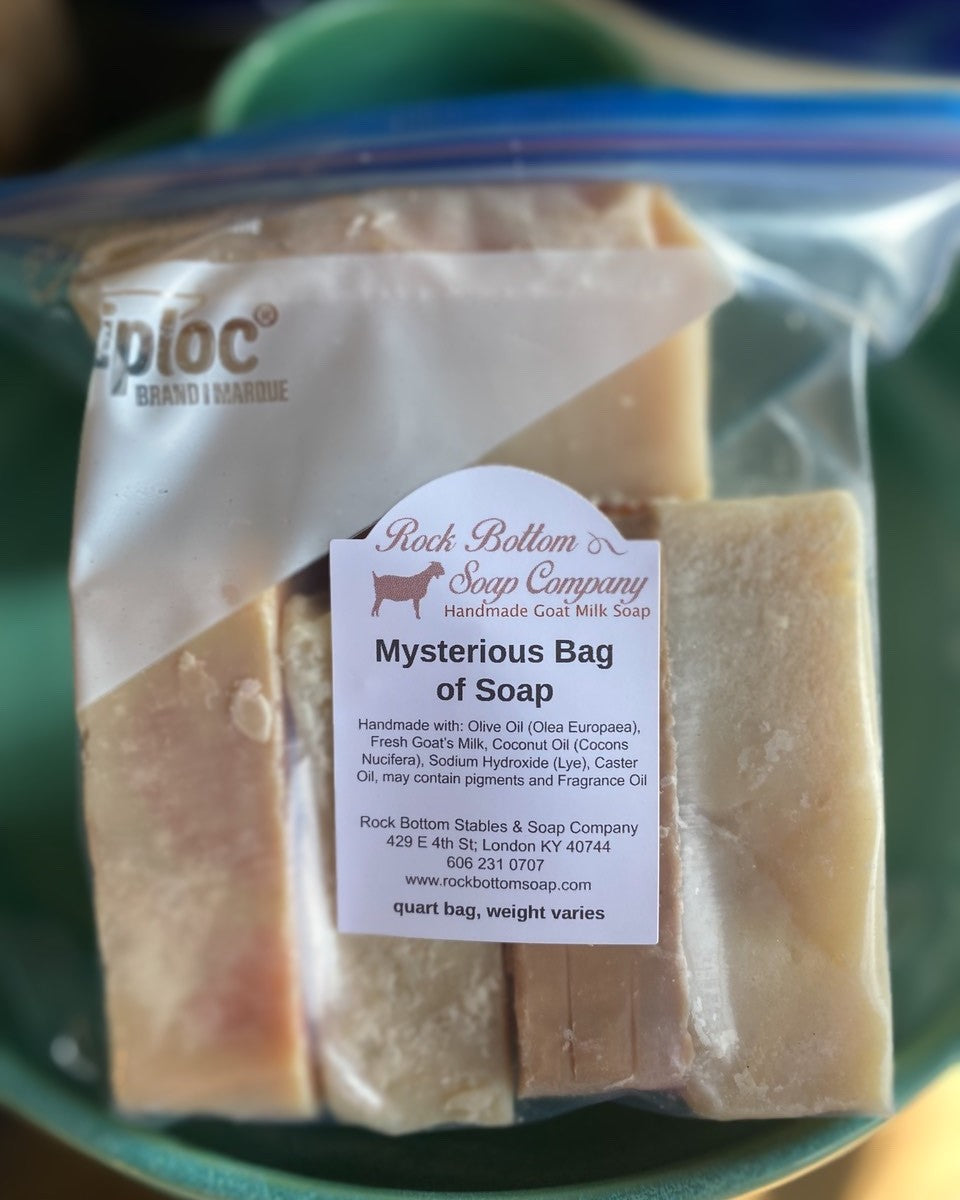 iploc®
BRAND | MARQUE
Rock Bottom
Soap Company
Handmade Goat Milk Soap
Mysterious Bag
of Soap
Handmade with: Olive Oil (Olea Europaea),
Fresh Goat's Milk, Coconut Oil (Cocons
Nucifera), Sodium Hydroxide (Lye), Caster
Oil, may contain pigments and Fragrance Oil
Rock Bottom Stables & Soap Company
429 E 4th St; London KY 40744
606 231 0707
www.rockbottomsoap.com
quart bag, weight varies